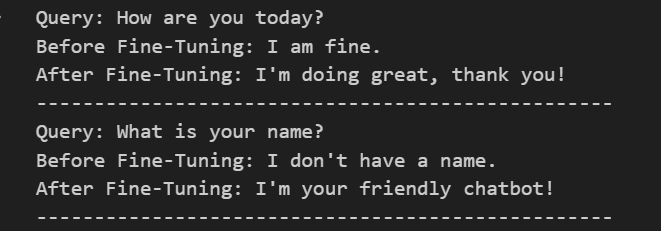 Query: How are you today?
Before Fine-Tuning: I am fine.
After Fine-Tuning: I'm doing great, thank you!
--------------------------------------------------
Query: What is your name?
Before Fine-Tuning: I don't have a name.
After Fine-Tuning: I'm your friendly chatbot!
--------------------------------------------------